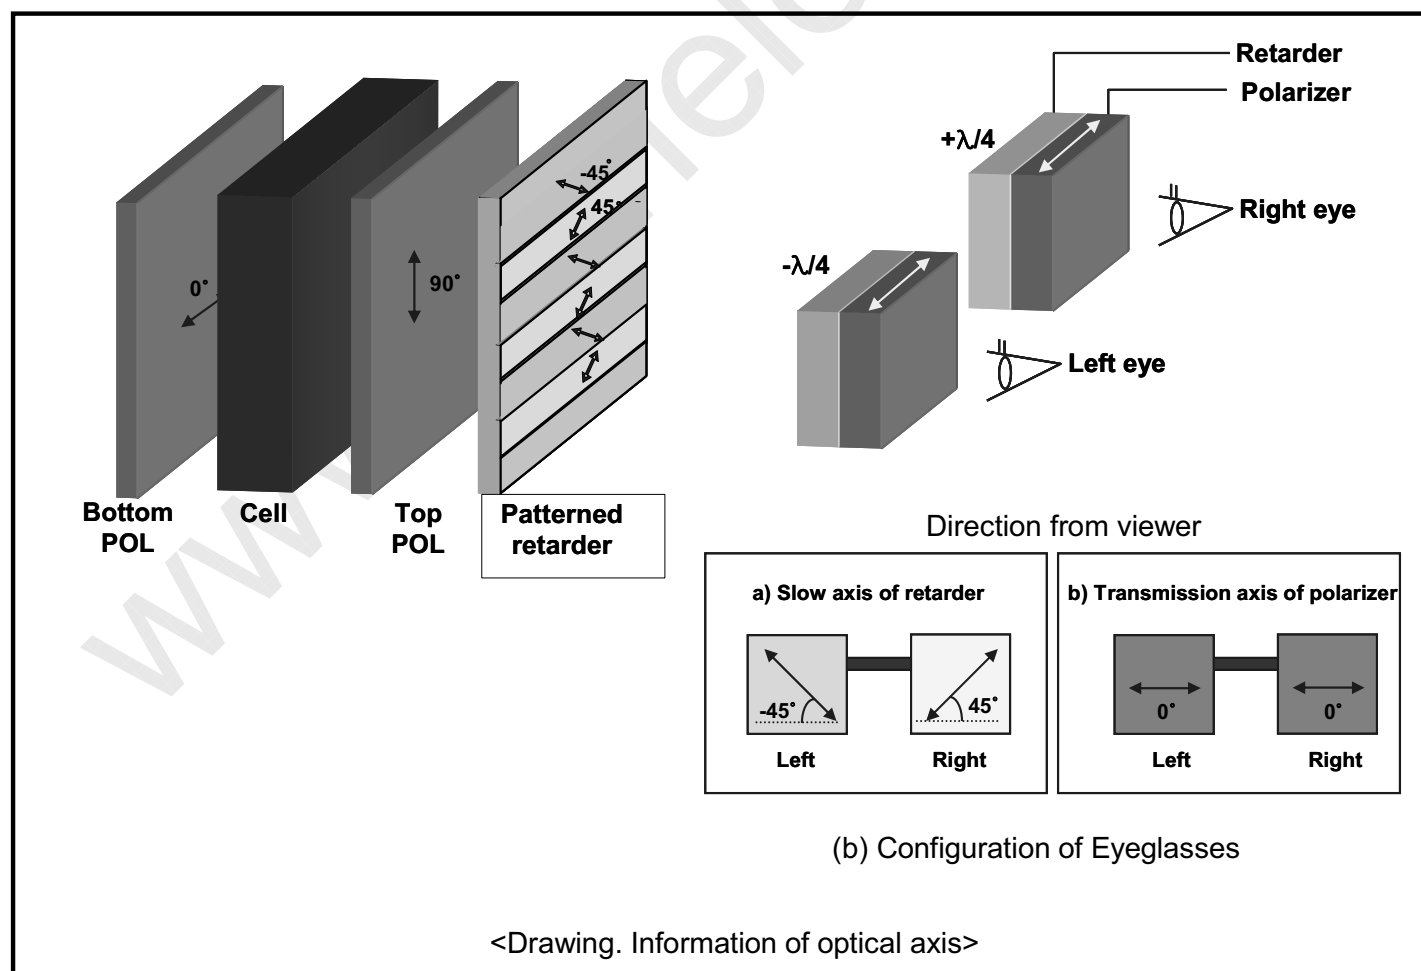 Retarder
Polarizer
+λ/4
Right eye
-λ/4
Left eye
-45°
45°
0°
90°
Bottom
POL
Cell
Top
POL
Patterned
retarder
Direction from viewer
a) Slow axis of retarder
-45°
45°
Left
Right
b) Transmission axis of polarizer
0°
0°
Left
Right
(b) Configuration of Eyeglasses
<Drawing. Information of optical axis>